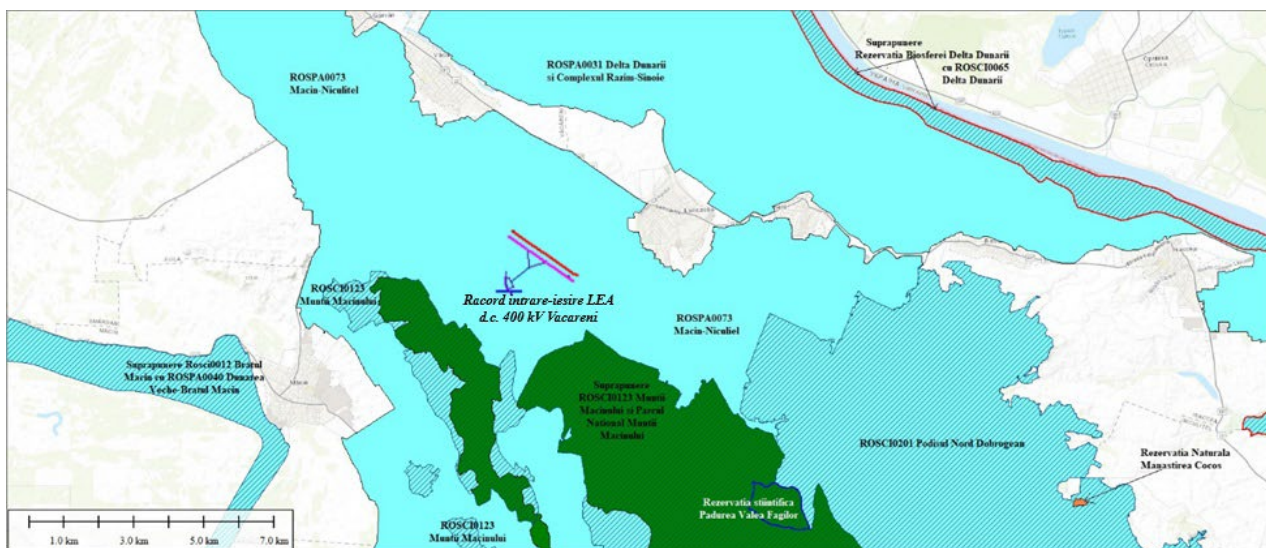 ROSPA0073
Macin-Niculitel
ROSPA0031 Delta Dunarii
si Complexul Razim-Sinoie
Suprapunere
Rezervatia Biosferei Delta Dunarii
cu ROSCI0065
Delta Dunarii
ROSCI0123
Muntii Macinului
Racord intrare-iesire LEA
d.c. 400 kV Vacareni
ROSPA0073
Macin-Niculiel
Suprapunere Rosci0012 Bratul
Macin cu ROSPA0040 Dunarea
Veche-Bratul Macin
Suprapunere
ROSCI0123 Muntii
Macinului si Parcul
National Muntii
Macinului
ROSCI0201 Podisul Nord Dobrogean
Rezervatia Naturala
Manastirea Cocos
Rezervatia stiintifica
Padurea Valea Fagilor
ROSCI0123
Muntii Macinului
1.0 km
3.0 km
5.0 km
7.0 km